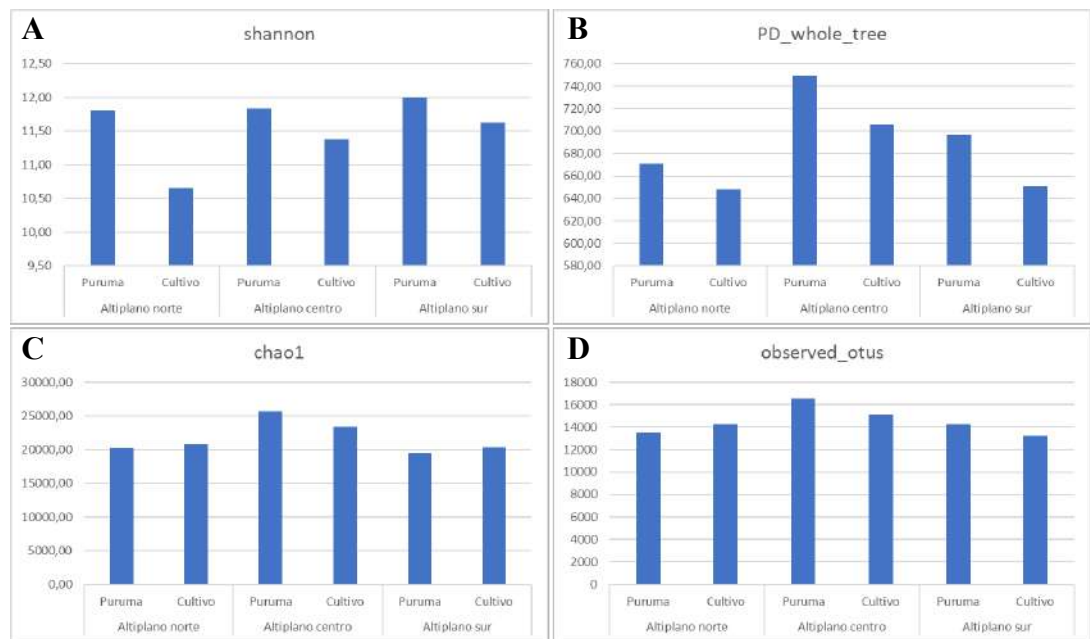 A
shannon
12,50
12,00
11,50
11,00
10,50
10,00
9,50
Puruma Cultivo Puruma Cultivo Puruma Cultivo
Altiplano norte Altiplano centro Altiplano sur
B
PD_whole_tree
760,00
740,00
720,00
700,00
680,00
660,00
640,00
620,00
600,00
580,00
Puruma Cultivo Puruma Cultivo Puruma Cultivo
Altiplano norte Altiplano centro Altiplano sur
C
chao1
30000,00
25000,00
20000,00
15000,00
10000,00
5000,00
0,00
Puruma Cultivo Puruma Cultivo Puruma Cultivo
Altiplano norte Altiplano centro Altiplano sur
D
observed_otus
18000
16000
14000
12000
10000
8000
6000
4000
2000
0
Puruma Cultivo Puruma Cultivo Puruma Cultivo
Altiplano norte Altiplano centro Altiplano sur